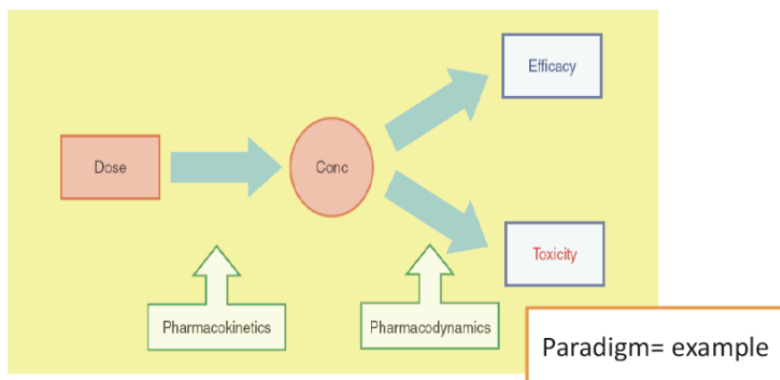 Efficacy
Dose
Conc
Toxicity
Pharmacokinetics
Pharmacodynamics
Paradigm= example